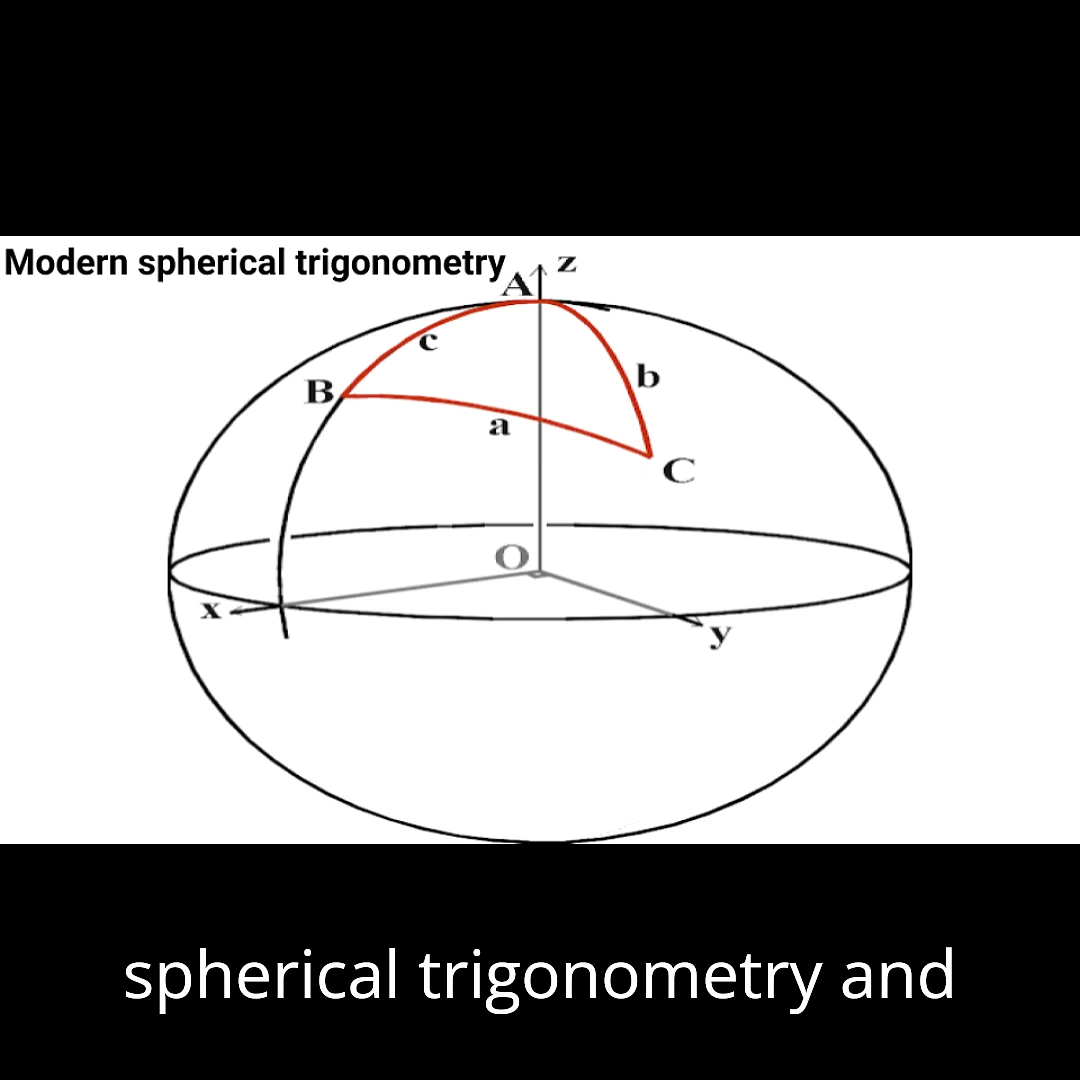 Modern spherical trigonometry
A z
c
b
B
a
C
O
x
y
spherical trigonometry and